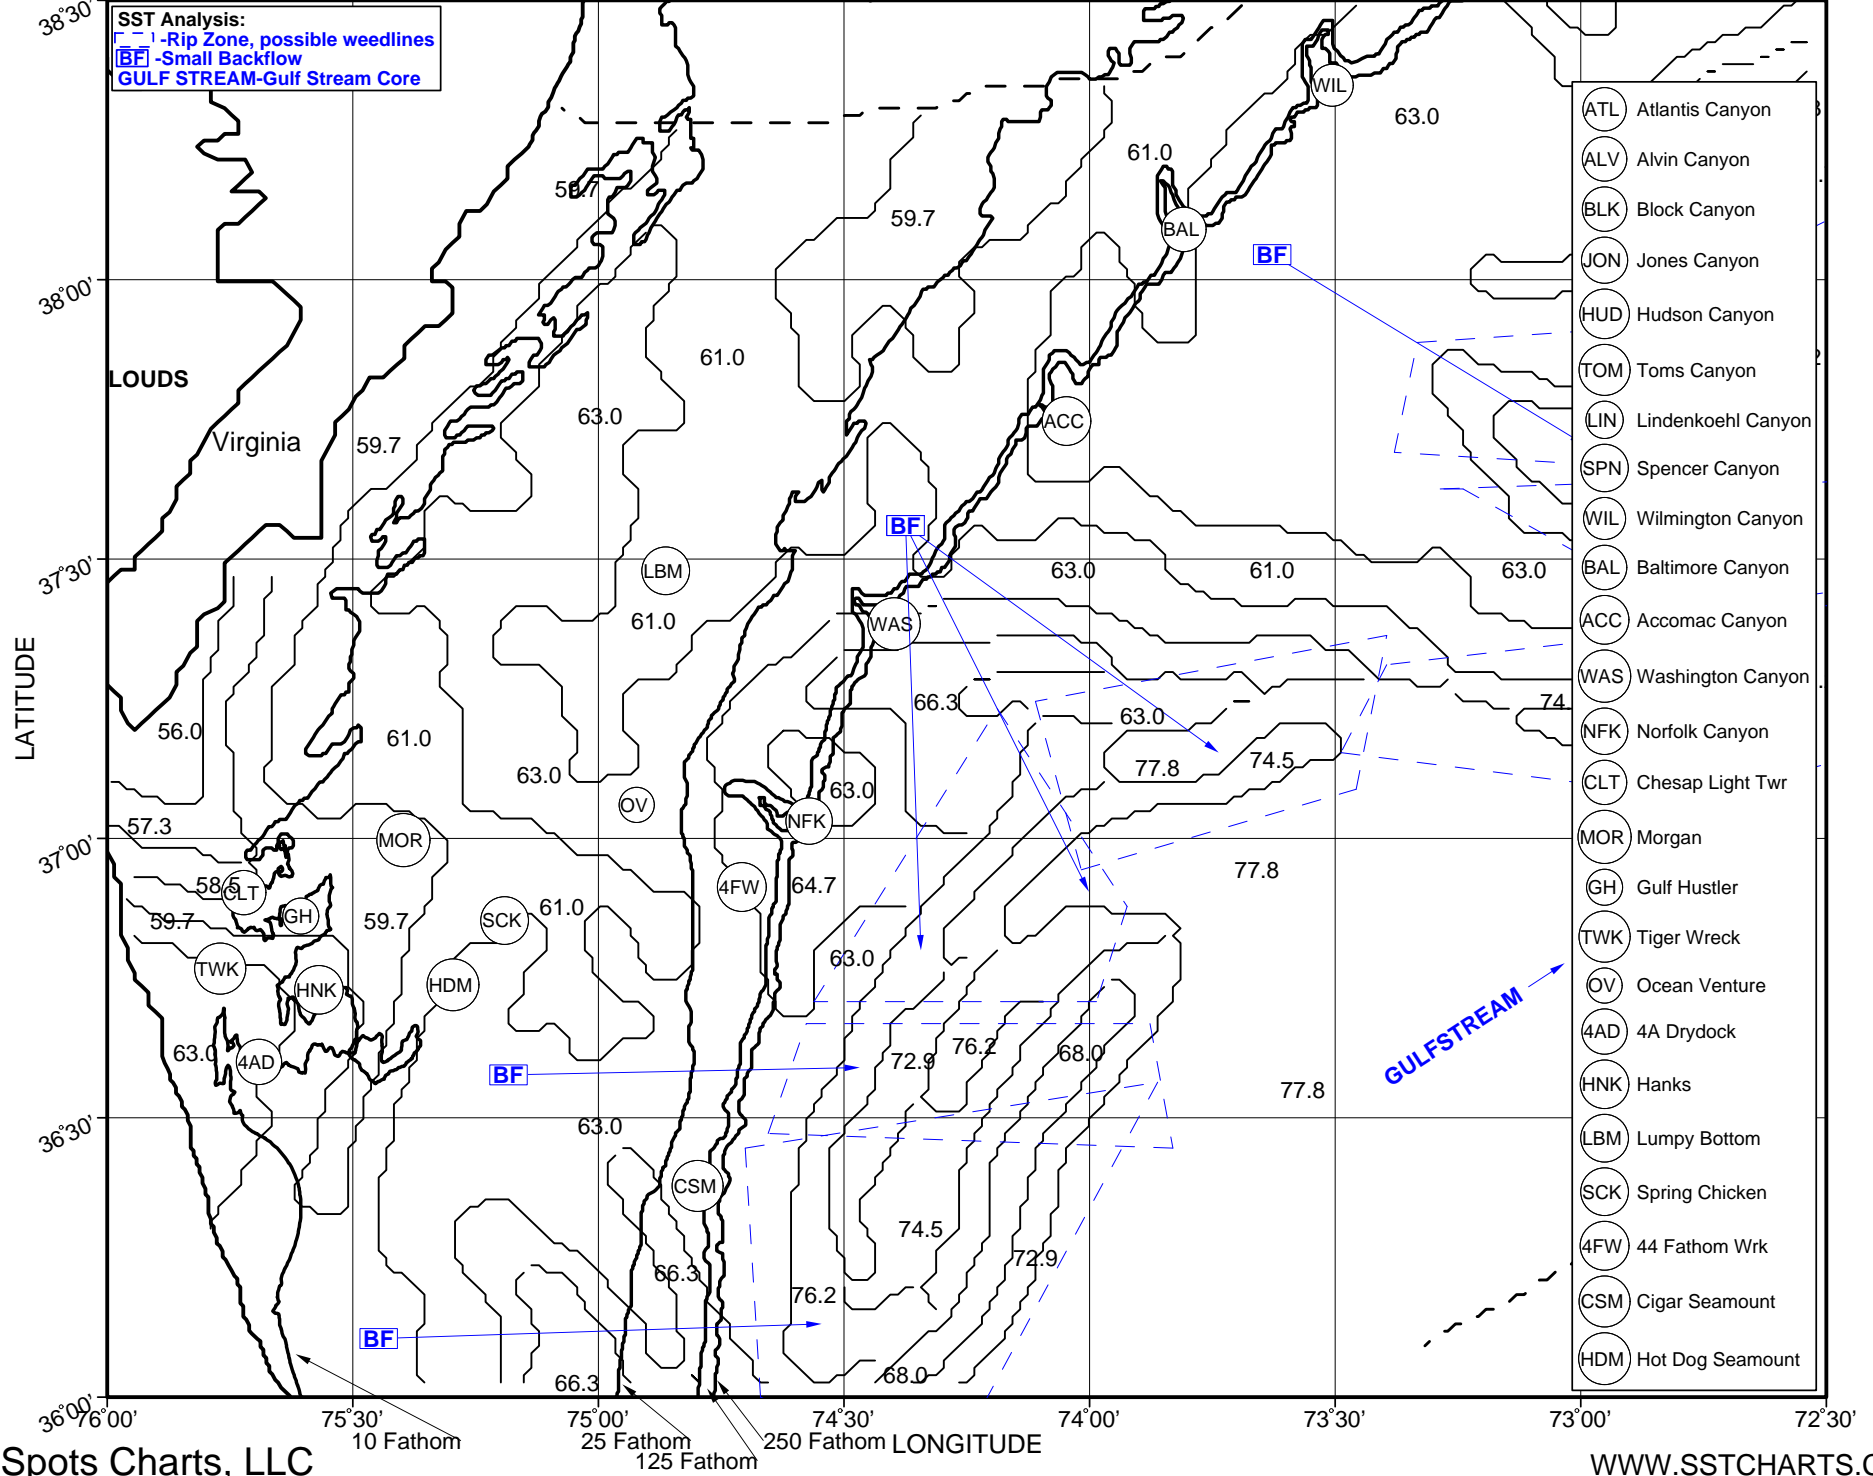 38°30'
SST Analysis:
-Rip Zone, possible weedlines
BF -Small Backflow
GULF STREAM-Gulf Stream Core
WIL
63.0
61.0
59.7
59.7
BAL
BF
38°00'
61.0
LOUDS
63.0
ACC
Virginia
59.7
BF
37°30'
LBM
63.0
61.0
63.0
61.0
WAS
LATITUDE
66.3
74.
56.0
61.0
63.0
63.0
77.8
74.5
63.0
OV
NFK
57.3
37°00'
MOR
77.8
58.5
CLT
4FW
64.7
GH
59.7
59.7
SCK
61.0
63.0
TWK
HNK
HDM
GULFSTREAM
63.0
4AD
BF
72.9
76.2
68.0
77.8
36°30'
63.0
CSM
74.5
72.9
66.3
76.2
BF
66.3
68.0
36°00'
ATL Atlantis Canyon
ALV Alvin Canyon
BLK Block Canyon
JON Jones Canyon
HUD Hudson Canyon
TOM Toms Canyon
LIN Lindenkoehl Canyon
SPN Spencer Canyon
WIL Wilmington Canyon
BAL Baltimore Canyon
ACC Accomac Canyon
WAS Washington Canyon
NFK Norfolk Canyon
CLT Chesap Light Twr
MOR Morgan
GH Gulf Hustler
TWK Tiger Wreck
OV Ocean Venture
4AD 4A Drydock
HNK Hanks
LBM Lumpy Bottom
SCK Spring Chicken
4FW 44 Fathom Wrk
CSM Cigar Seamount
HDM Hot Dog Seamount
76°00' 75°30' 75°00' 74°30' 74°00' 73°30' 73°00' 72°30'
10 Fathom 25 Fathom 250 Fathom LONGITUDE
125 Fathom
Spots Charts, LLC
WWW.SSTCHARTS.C